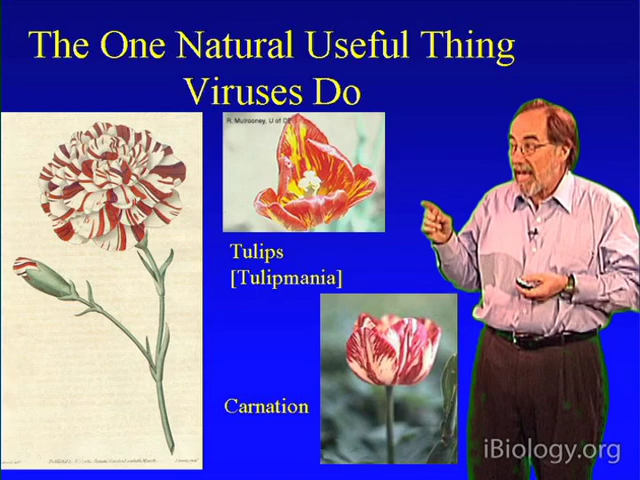 The One Natural Useful Thing
Viruses Do
R. Mulrooney, U of DE
Tulips
[Tulipmania]
Carnation
iBiology.org